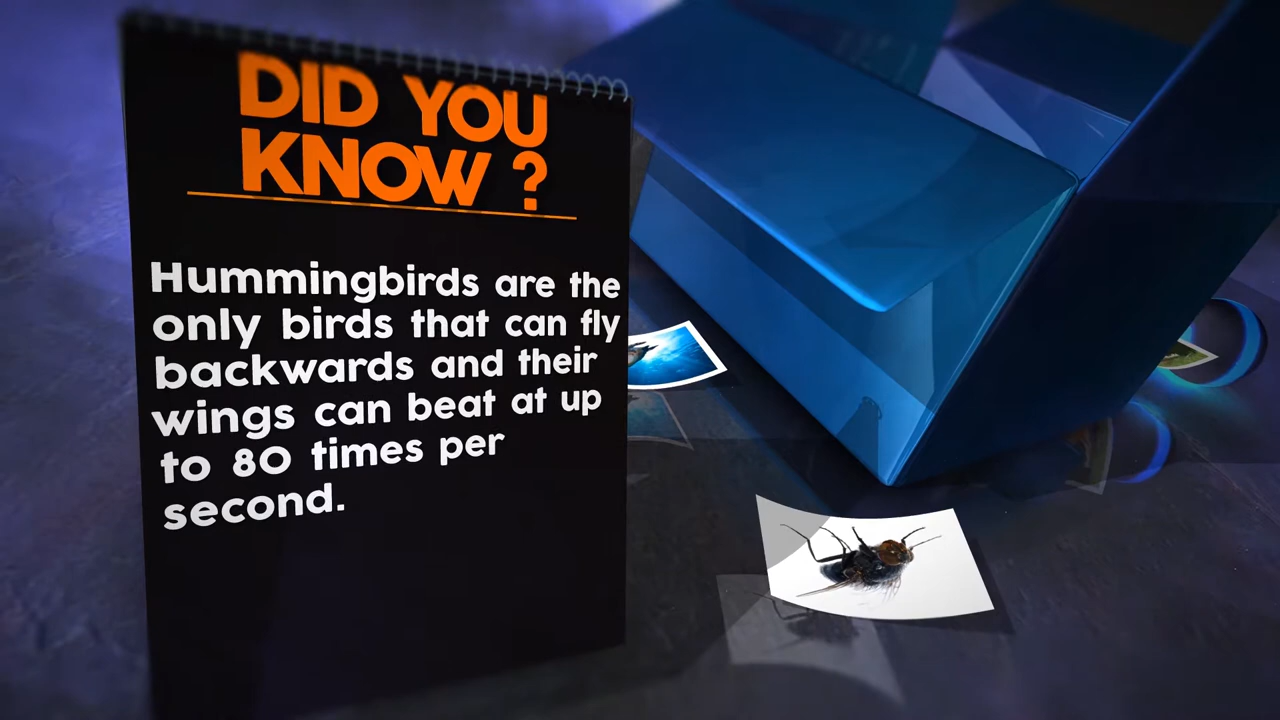 DID YOU
KNOW ?
Hummingbirds are the
only birds that can fly
backwards and their
wings can beat at up
to 80 times per
second.